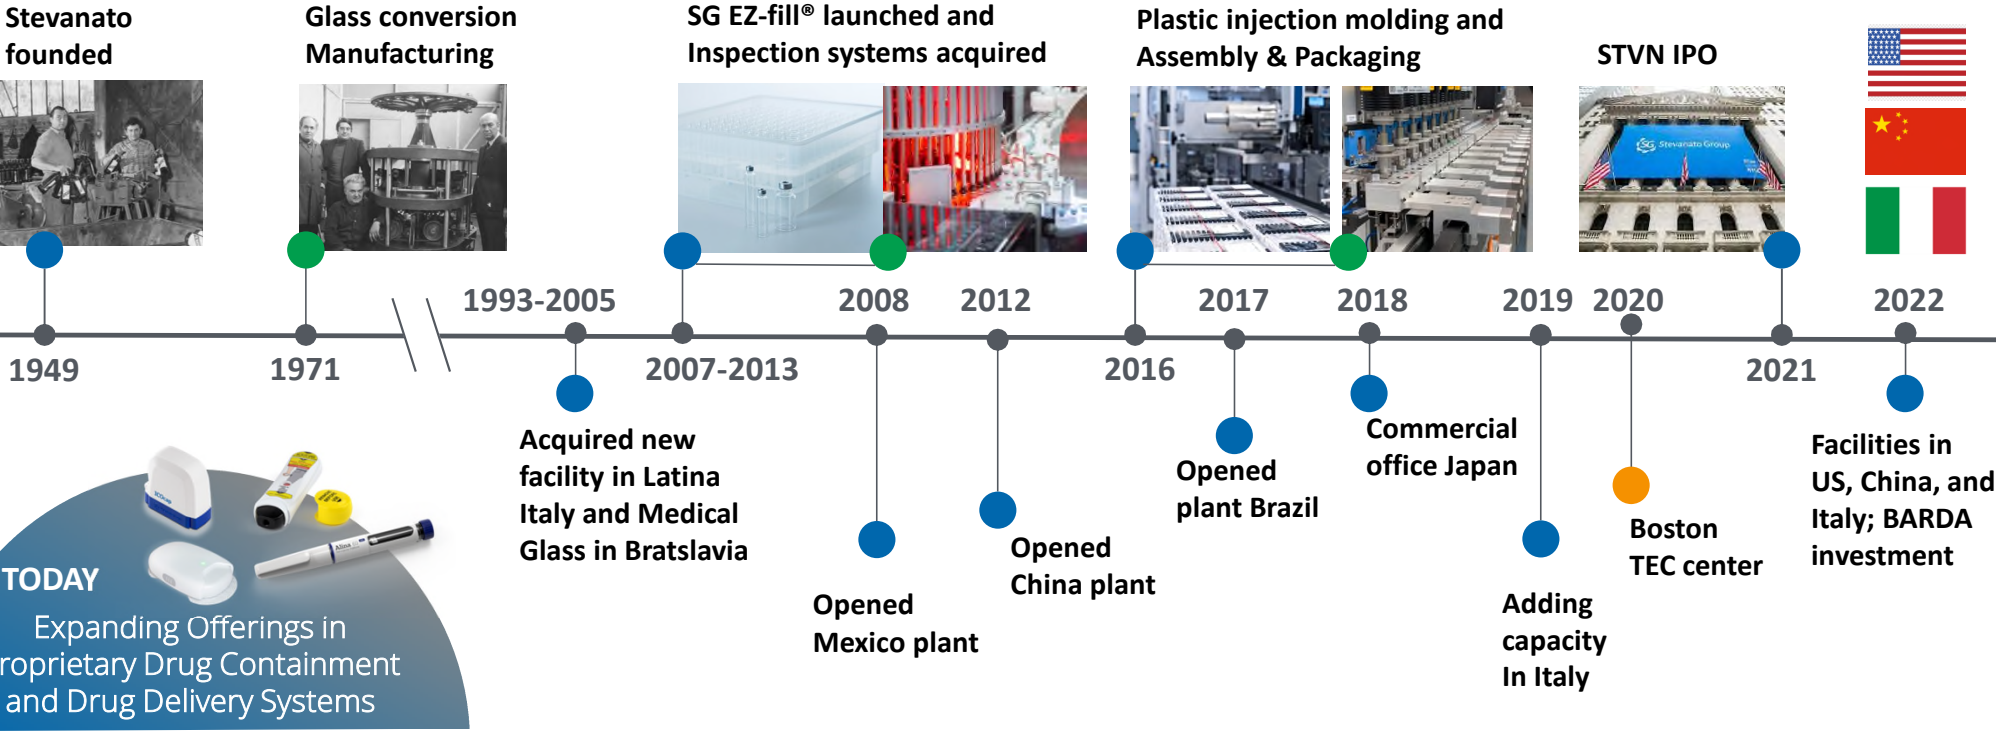 Stevanato
founded
Glass conversion
Manufacturing
SG EZ-fill® launched and
Inspection systems acquired
Plastic injection molding and
Assembly & Packaging
STVN IPO
SG Stevanato Group
1993-2005
2008
2012
2017
2018
2019
2020
2022
1949
1971
2007-2013
2016
2021
Acquired new
facility in Latina
Italy and Medical
Glass in Bratslavia
Opened
Mexico plant
Opened
China plant
Opened
plant Brazil
Commercial
office Japan
Adding
capacity
In Italy
Boston
TEC center
Facilities in
US, China, and
Italy; BARDA
investment
Alina
TODAY
Expanding Offerings in
roprietary Drug Containment
and Drug Delivery Systems